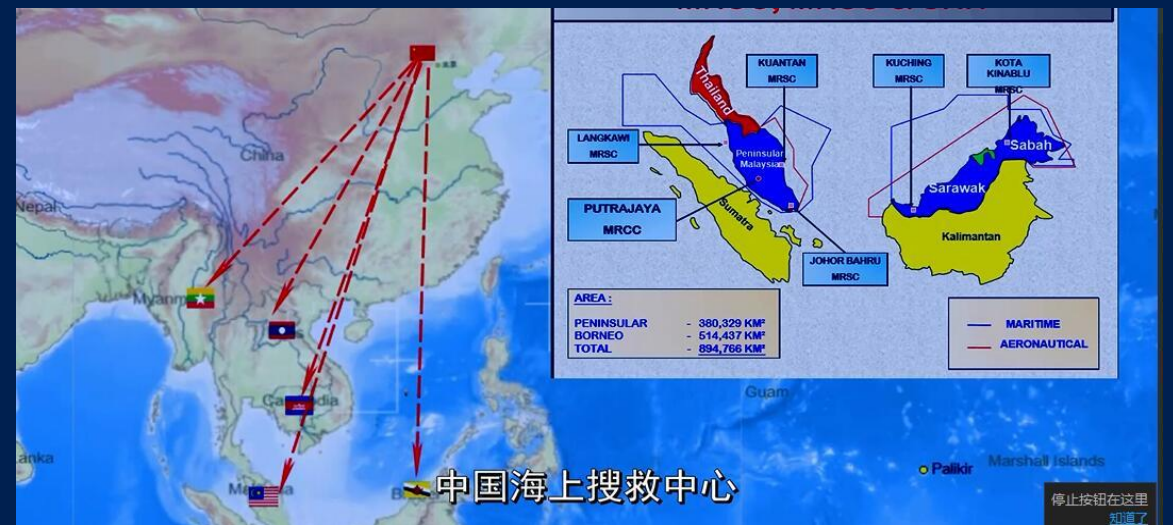 THAILAND
KUANTAN
MRSC
KUCHING
MRSC
KOTA
KINABLU
MRSC
LANGKAWI
MRSC
Peninsular
Malaysia
Sabah
Sarawak
PUTRAJAYA
MRCC
Sumatra
Kalimantan
JOHOR BAHRU
MRSC
AREA :
PENINSULAR - 380,329 KM²
BORNEO - 514,437 KM²
TOTAL - 894,766 KM²
MARITIME
AERONAUTICAL
China
Nepal
Guam
Palikir
Marshall Islands
中国海上搜救中心
停止按钮在这里
知道了